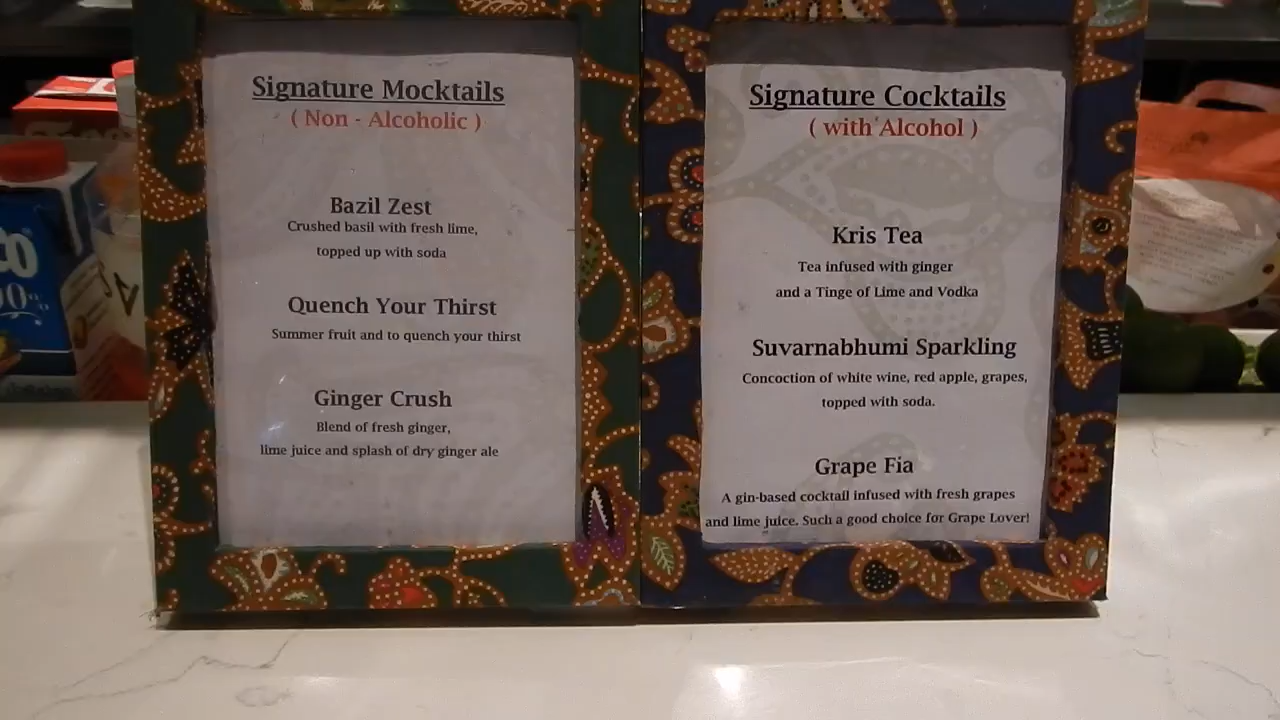 Signature Mocktails
( Non - Alcoholic )
Bazil Zest
Crushed basil with fresh lime,
topped up with soda
Quench Your Thirst
Summer fruit and to quench your thirst
Ginger Crush
Blend of fresh ginger,
lime juice and splash of dry ginger ale
Signature Cocktails
( with Alcohol )
Kris Tea
Tea infused with ginger
and a Tinge of Lime and Vodka
Suvarnabhumi Sparkling
Concoction of white wine, red apple, grapes,
topped with soda.
Grape Fia
A gin-based cocktail infused with fresh grapes
and lime juice. Such a good choice for Grape Lover!